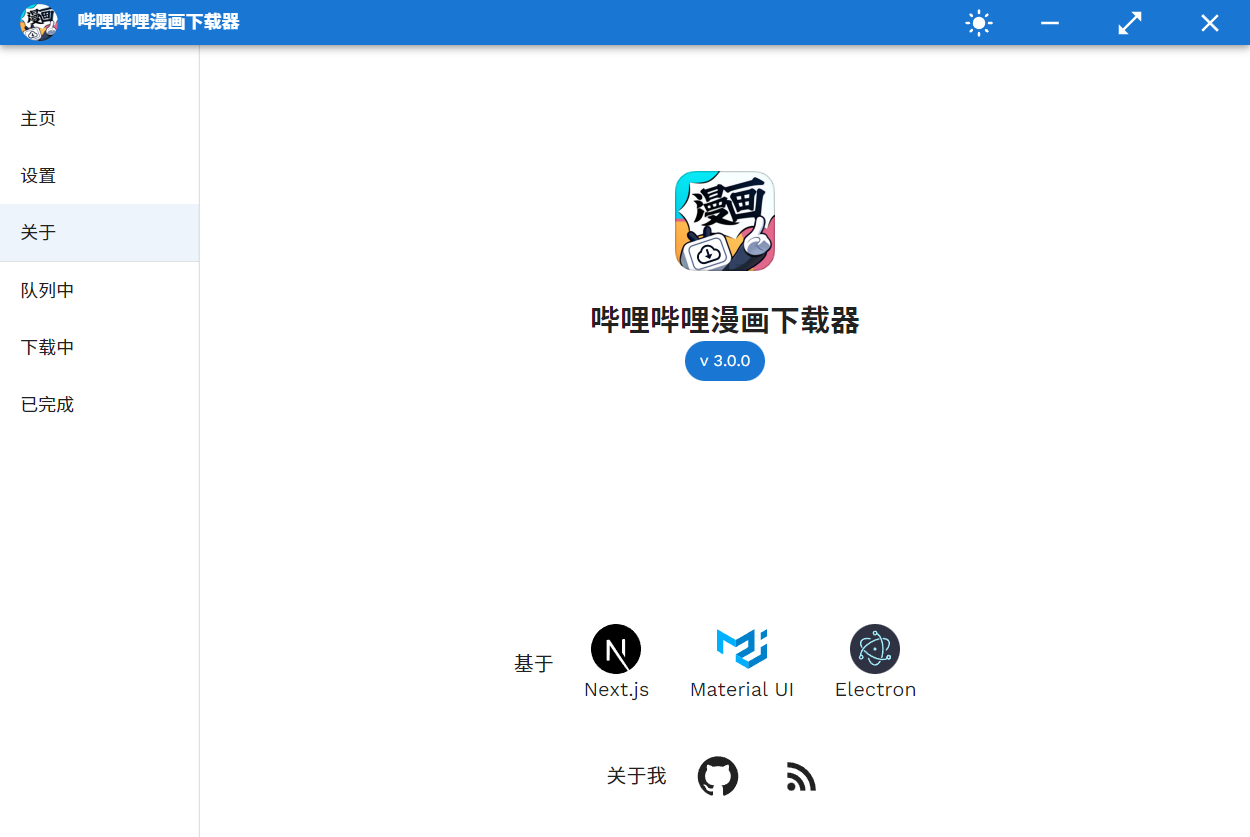 哔哩哔哩漫画下载器
主页
设置
关于
队列中
下载中
已完成
漫画
哔哩哔哩漫画下载器
v 3.0.0
基于
Next.js
Material UI
Electron
关于我